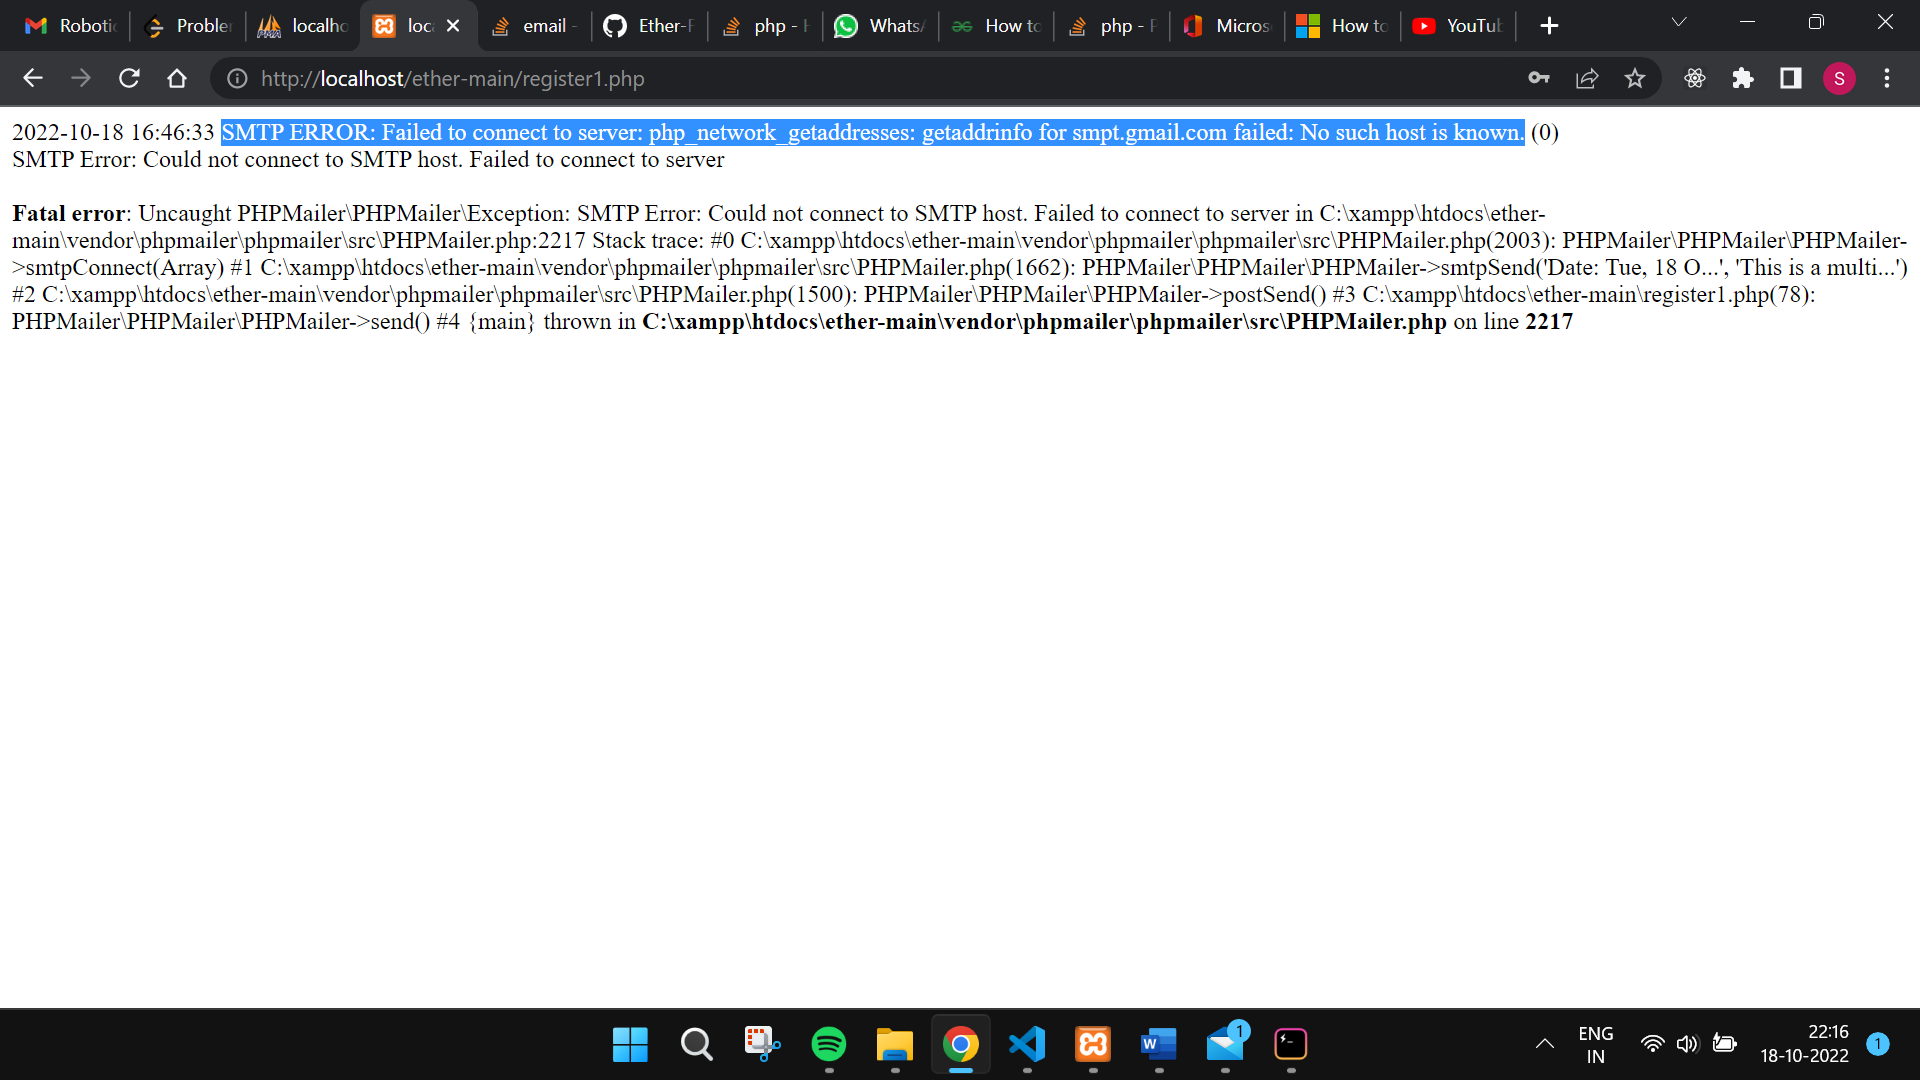 Robotic
Problem
localho
loca
email -
Ether-F
php - H
WhatsA
How to
php - P
Micros
How to
YouTub
http://localhost/ether-main/register1.php
S
2022-10-18 16:46:33 SMTP ERROR: Failed to connect to server: php_network_getaddresses: getaddrinfo for smpt.gmail.com failed: No such host is known. (0)
SMTP Error: Could not connect to SMTP host. Failed to connect to server
Fatal error: Uncaught PHPMailer\PHPMailer\Exception: SMTP Error: Could not connect to SMTP host. Failed to connect to server in C:\xampp\htdocs\ether-
main\vendor\phpmailer\phpmailer\src\PHPMailer.php:2217 Stack trace: #0 C:\xampp\htdocs\ether-main\vendor\phpmailer\phpmailer\src\PHPMailer.php(2003): PHPMailer\PHPMailer\PHPMailer-
>smtpConnect(Array) #1 C:\xampp\htdocs\ether-main\vendor\phpmailer\phpmailer\src\PHPMailer.php(1662): PHPMailer\PHPMailer\PHPMailer->smtpSend('Date: Tue, 18 O...', 'This is a multi...')
#2 C:\xampp\htdocs\ether-main\vendor\phpmailer\phpmailer\src\PHPMailer.php(1500): PHPMailer\PHPMailer\PHPMailer->postSend() #3 C:\xampp\htdocs\ether-main\register1.php(78):
PHPMailer\PHPMailer\PHPMailer->send() #4 {main} thrown in C:\xampp\htdocs\ether-main\vendor\phpmailer\phpmailer\src\PHPMailer.php on line 2217
1
ENG
IN
22:16
18-10-2022
1